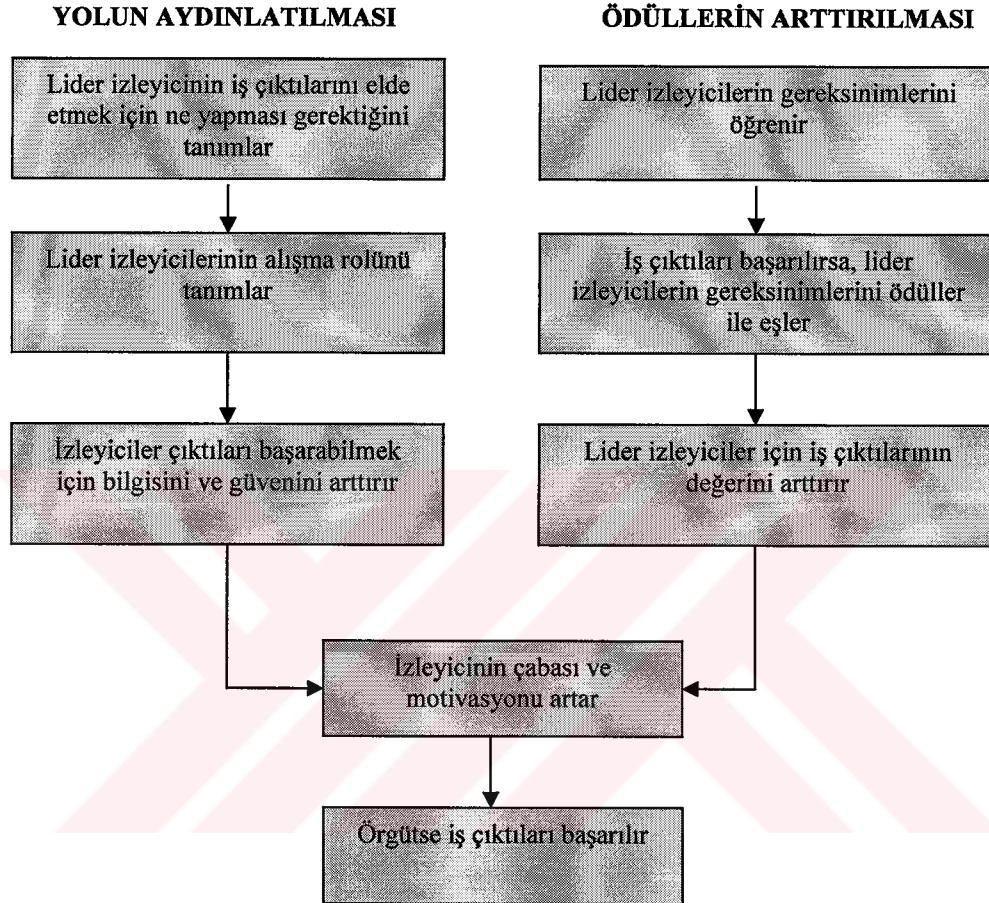 YOLUN AYDINLATILMASI
Lider izleyicinin iş çıktılarını elde
etmek için ne yapması gerektiğini
tanımlar
Lider izleyicilerinin alışma rolünü
tanımlar
İzleyiciler çıktıları başarabilmek
için bilgisini ve güvenini arttırır
ÖDÜLLERİN ARTTIRILMASI
Lider izleyicilerin gereksinimlerini
öğrenir
İş çıktıları başarılırsa, lider
izleyicilerin gereksinimlerini ödüller
ile eşler
Lider izleyiciler için iş çıktılarının
değerini arttırır
İzleyicinin çabası ve
motivasyonu artar
Örgütse iş çıktıları başarılır